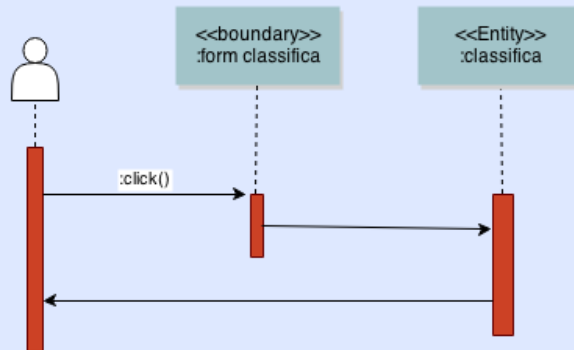 <<boundary>>
:form classifica
<<Entity>>
:classifica
:click()